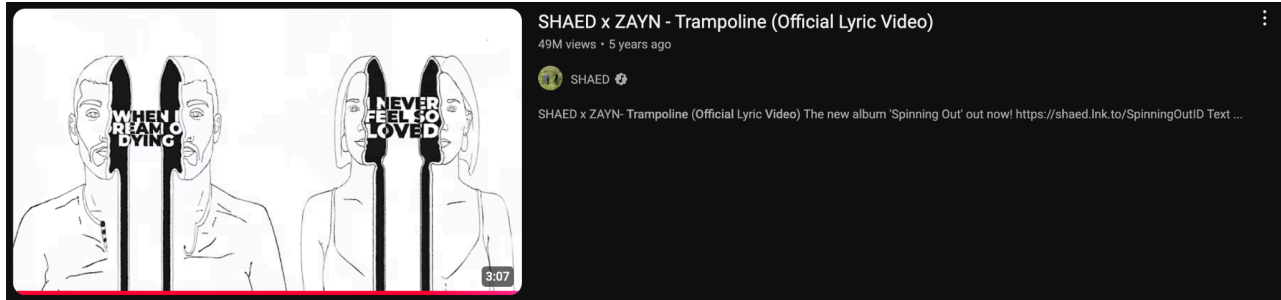 WHEN I
DREAM O
DYING
I NEVER
FEEL SO
LOVED
3:07
SHAED x ZAYN - Trampoline (Official Lyric Video)
49M views • 5 years ago
SHAED
SHAED x ZAYN- Trampoline (Official Lyric Video) The new album 'Spinning Out' out now! https://shaed.lnk.to/SpinningOutID Text ...